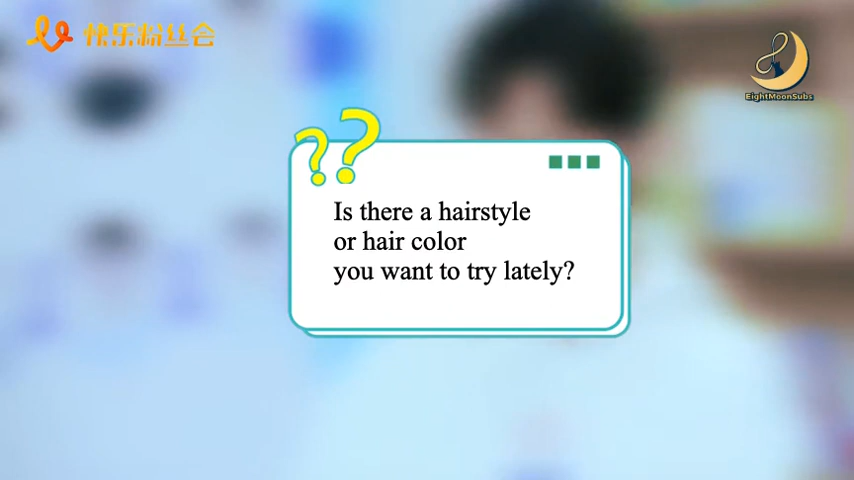 快乐粉丝会
EightMoonSubs
??
Is there a hairstyle
or hair color
you want to try lately?